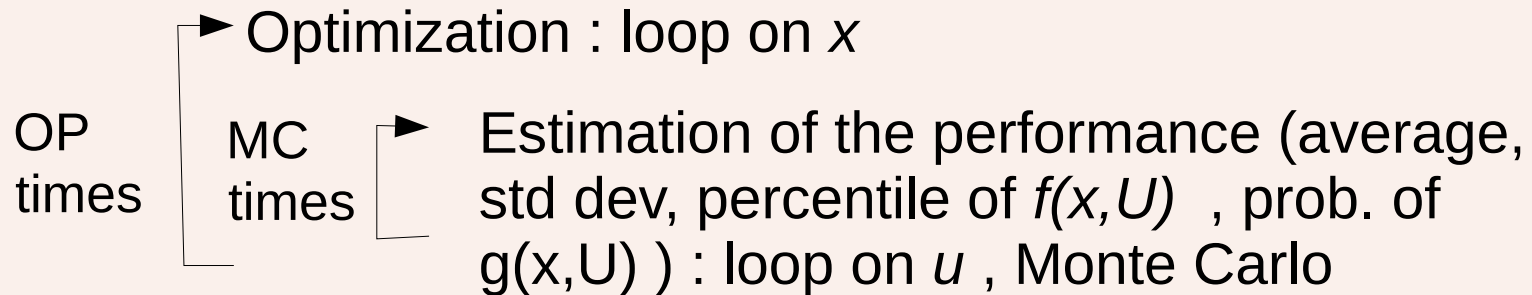 Optimization : loop on x
OP
times
MC
times
Estimation of the performance (average,
std dev, percentile of f(x,U) , prob. of
g(x,U) ) : loop on u , Monte Carlo